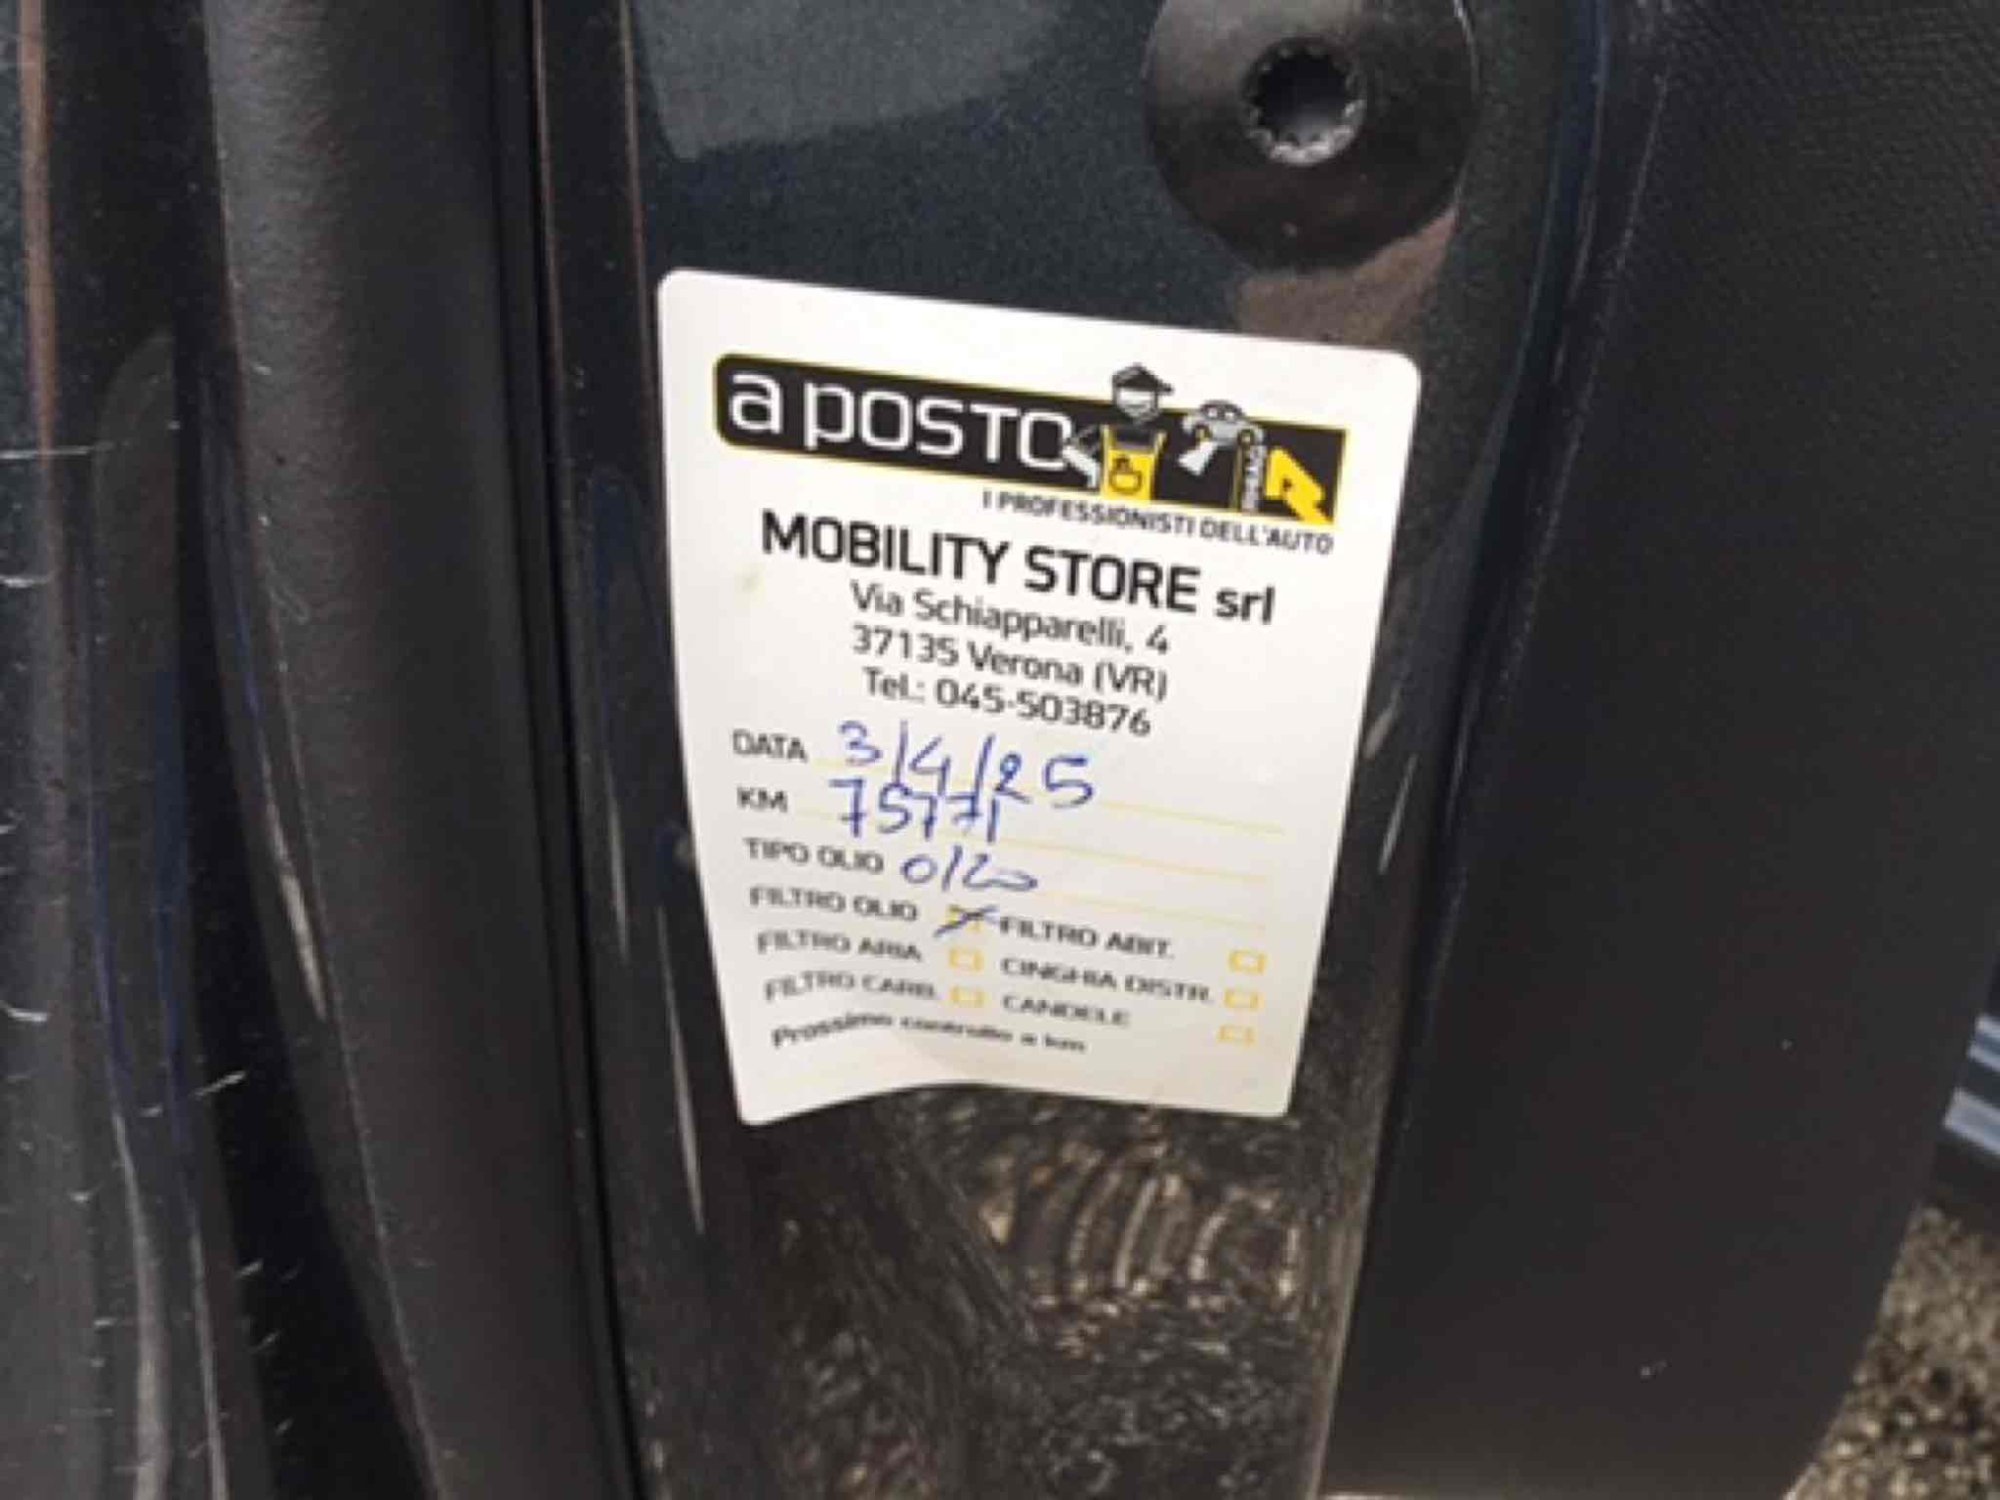 a POSTO
I PROFESSIONISTI DELL'AUTO
MOBILITY STORE srl
Via Schiapparelli, 4
37135 Verona (VR)
Tel.: 045-503876
DATA 3/4/25
KM 75771
TIPO OLIO 0/20
FILTRO OLIO FILTRO ABIT.
FILTRO ARIA CINGHIA DISTR.
FILTRO CARB. CANDELE
Prossimo controllo a km